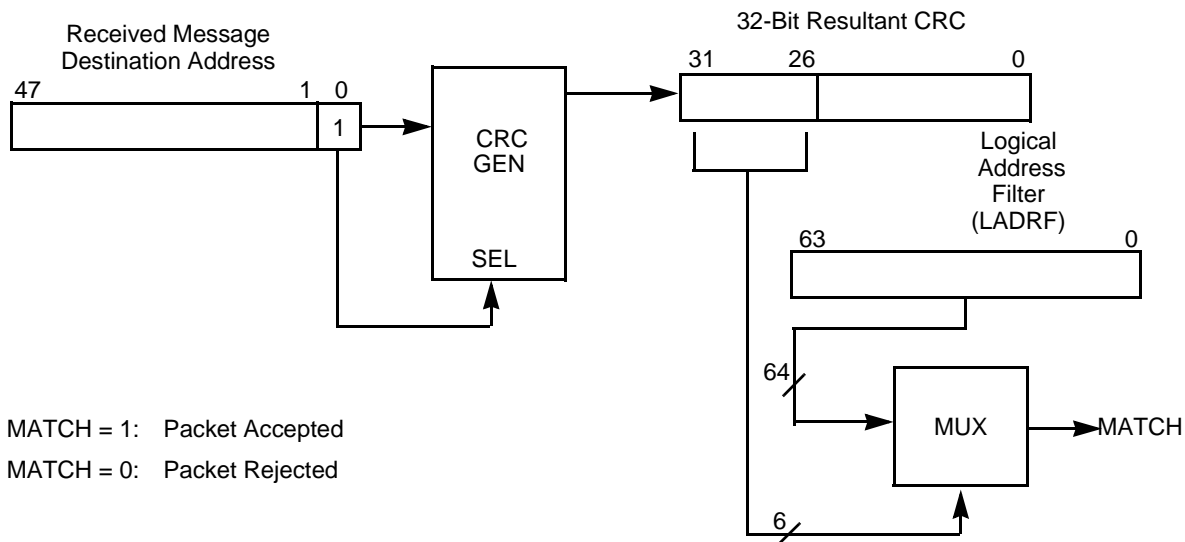 32-Bit Resultant CRC
Received Message
Destination Address
31 26 0
47 1 0
1
CRC
GEN
SEL
Logical
Address
Filter
(LADRF)
63 0
64
MUX
MATCH
6
MATCH = 1: Packet Accepted
MATCH = 0: Packet Rejected